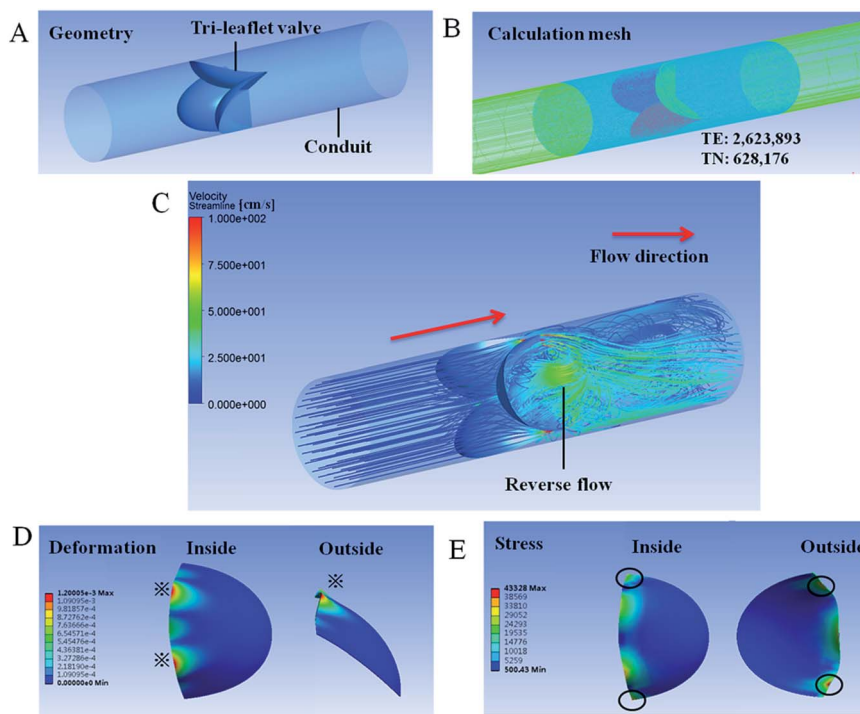 A
Geometry
Tri-leaflet valve
Conduit
B
Calculation mesh
TE: 2,623,893
TN: 628,176
C
Velocity
Streamline [cm/s]
1.000e+002
7.500e+001
5.000e+001
2.500e+001
0.000e+000
Flow direction
Reverse flow
D
Deformation
Inside
Outside
※
※
※
1.20005e-3 Max
1.09095e-3
9.81857e-4
8.72762e-4
7.63666e-4
6.54571e-4
5.45476e-4
4.36381e-4
3.27286e-4
2.18190e-4
1.09095e-4
0.00000e0 Min
E
Stress
Inside
Outside
43328 Max
38569
33810
29052
24293
19535
14776
10018
5259
500.43 Min